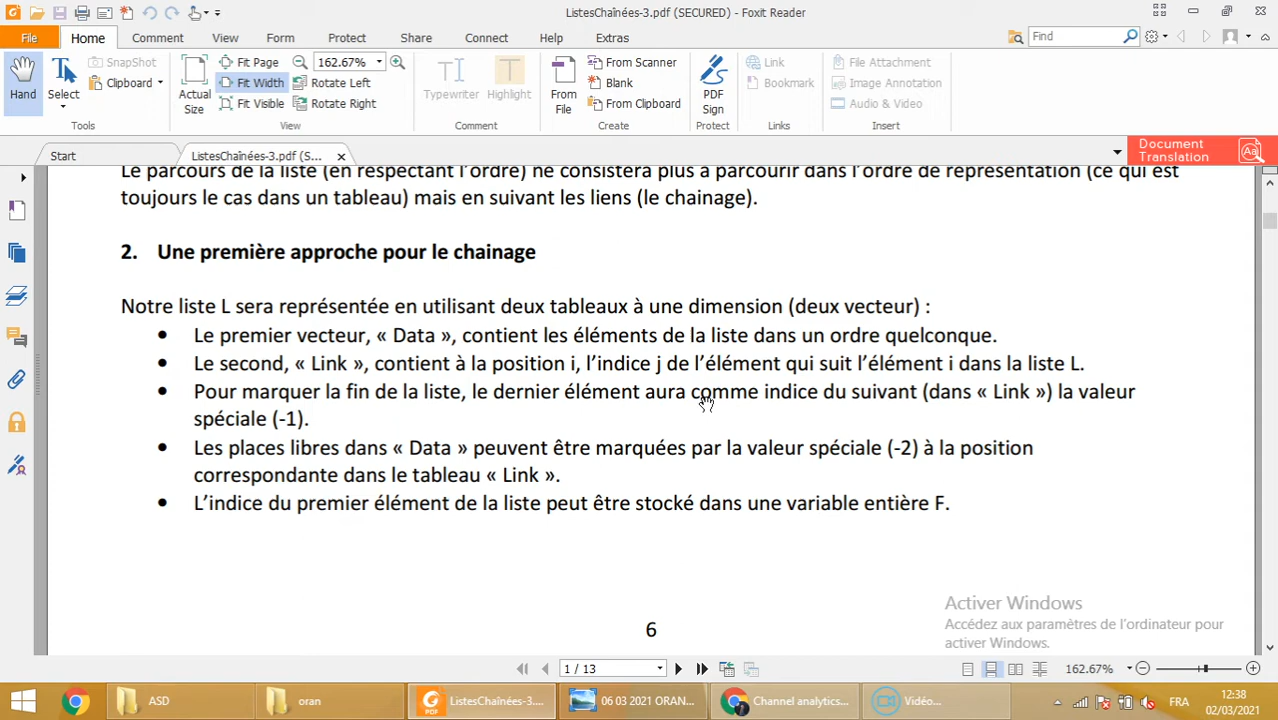 ListesChaînées-3.pdf (SECURED) - Foxit Reader
File Home Comment View Form Protect Share Connect Help Extras Find
Hand Select SnapShot Clipboard Actual Size Fit Page Fit Width Fit Visible 162.67% Rotate Left Rotate Right Typewriter Highlight From File From Scanner Blank From Clipboard PDF Sign Link Bookmark File Attachment Image Annotation Audio & Video
Tools View Comment Create Protect Links Insert
Start ListesChaînées-3.pdf (S... Document Translation
Le parcours de la liste (en respectant l'ordre) ne consistera plus à parcourir dans l'ordre de représentation (ce qui est
toujours le cas dans un tableau) mais en suivant les liens (le chainage).
2. Une première approche pour le chainage
Notre liste L sera représentée en utilisant deux tableaux à une dimension (deux vecteur) :
• Le premier vecteur, « Data », contient les éléments de la liste dans un ordre quelconque.
• Le second, « Link », contient à la position i, l'indice j de l'élément qui suit l'élément i dans la liste L.
• Pour marquer la fin de la liste, le dernier élément aura comme indice du suivant (dans « Link ») la valeur
spéciale (-1).
• Les places libres dans « Data » peuvent être marquées par la valeur spéciale (-2) à la position
correspondante dans le tableau « Link ».
• L'indice du premier élément de la liste peut être stocké dans une variable entière F.
Activer Windows
Accédez aux paramètres de l'ordinateur pour
activer Windows.
6
1 / 13 162.67%
ASD oran ListesChaînées-3.... 06 03 2021 ORAN... Channel analytics... Vidéo... FR 12:38
02/03/2021